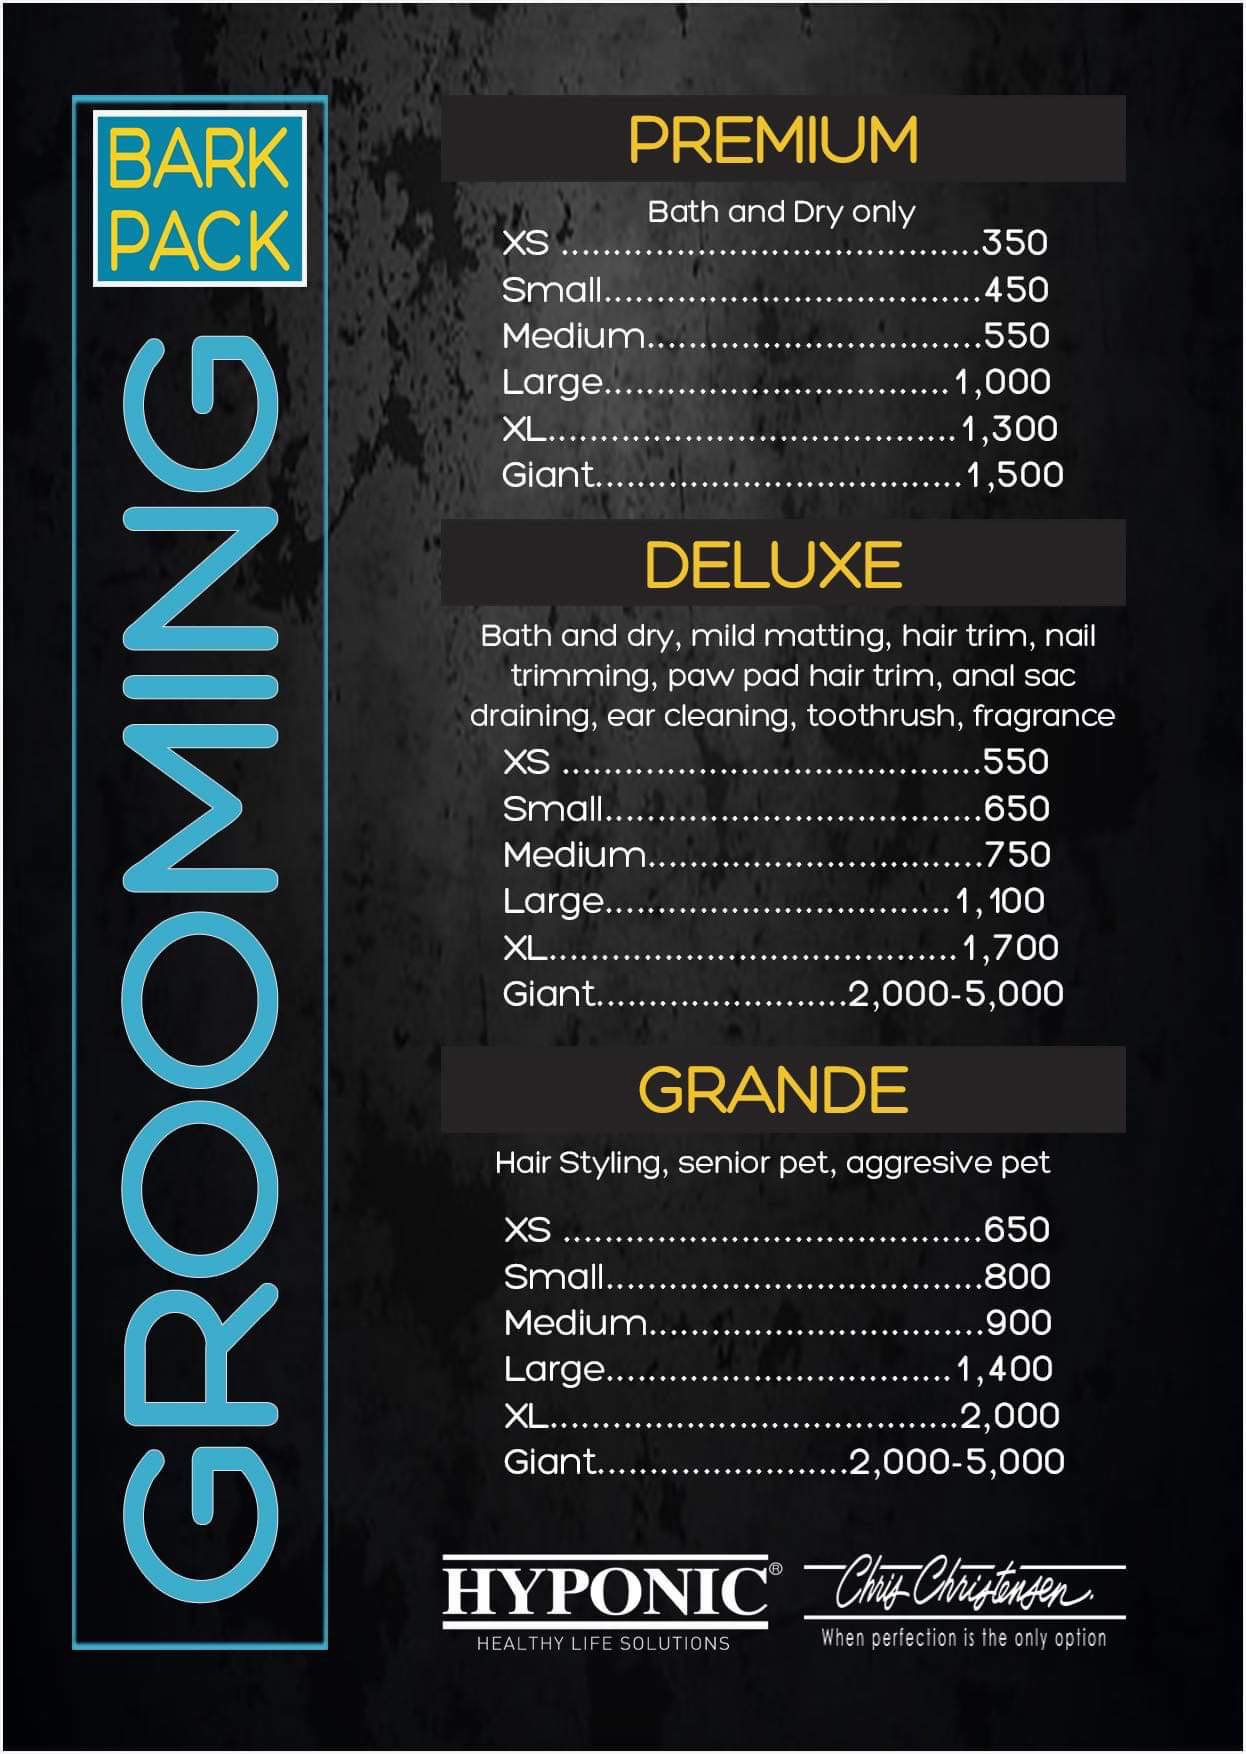 BARK
PACK
GROOMING
PREMIUM
Bath and Dry only
XS ........................................350
Small....................................450
Medium................................550
Large.................................1,000
XL.......................................1,300
Giant...................................1,500
DELUXE
Bath and dry, mild matting, hair trim, nail
trimming, paw pad hair trim, anal sac
draining, ear cleaning, toothrush, fragrance
XS ........................................550
Small....................................650
Medium................................750
Large.................................1,100
XL.......................................1,700
Giant........................2,000-5,000
GRANDE
Hair Styling, senior pet, aggresive pet
XS ........................................650
Small....................................800
Medium................................900
Large.................................1,400
XL.......................................2,000
Giant........................2,000-5,000
HYPONIC®
HEALTHY LIFE SOLUTIONS
Chris Christensen.
When perfection is the only option